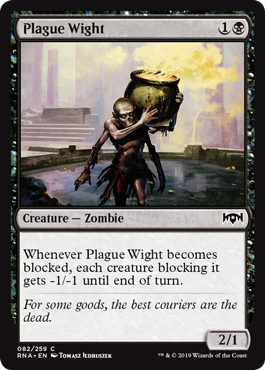 Plague Wight 1
Creature — Zombie
Whenever Plague Wight becomes
blocked, each creature blocking it
gets -1/-1 until end of turn.
For some goods, the best couriers are the
dead.
2/1
082/259 C
RNA • EN Tomasz Jedruszek ™ & © 2019 Wizards of the Coast